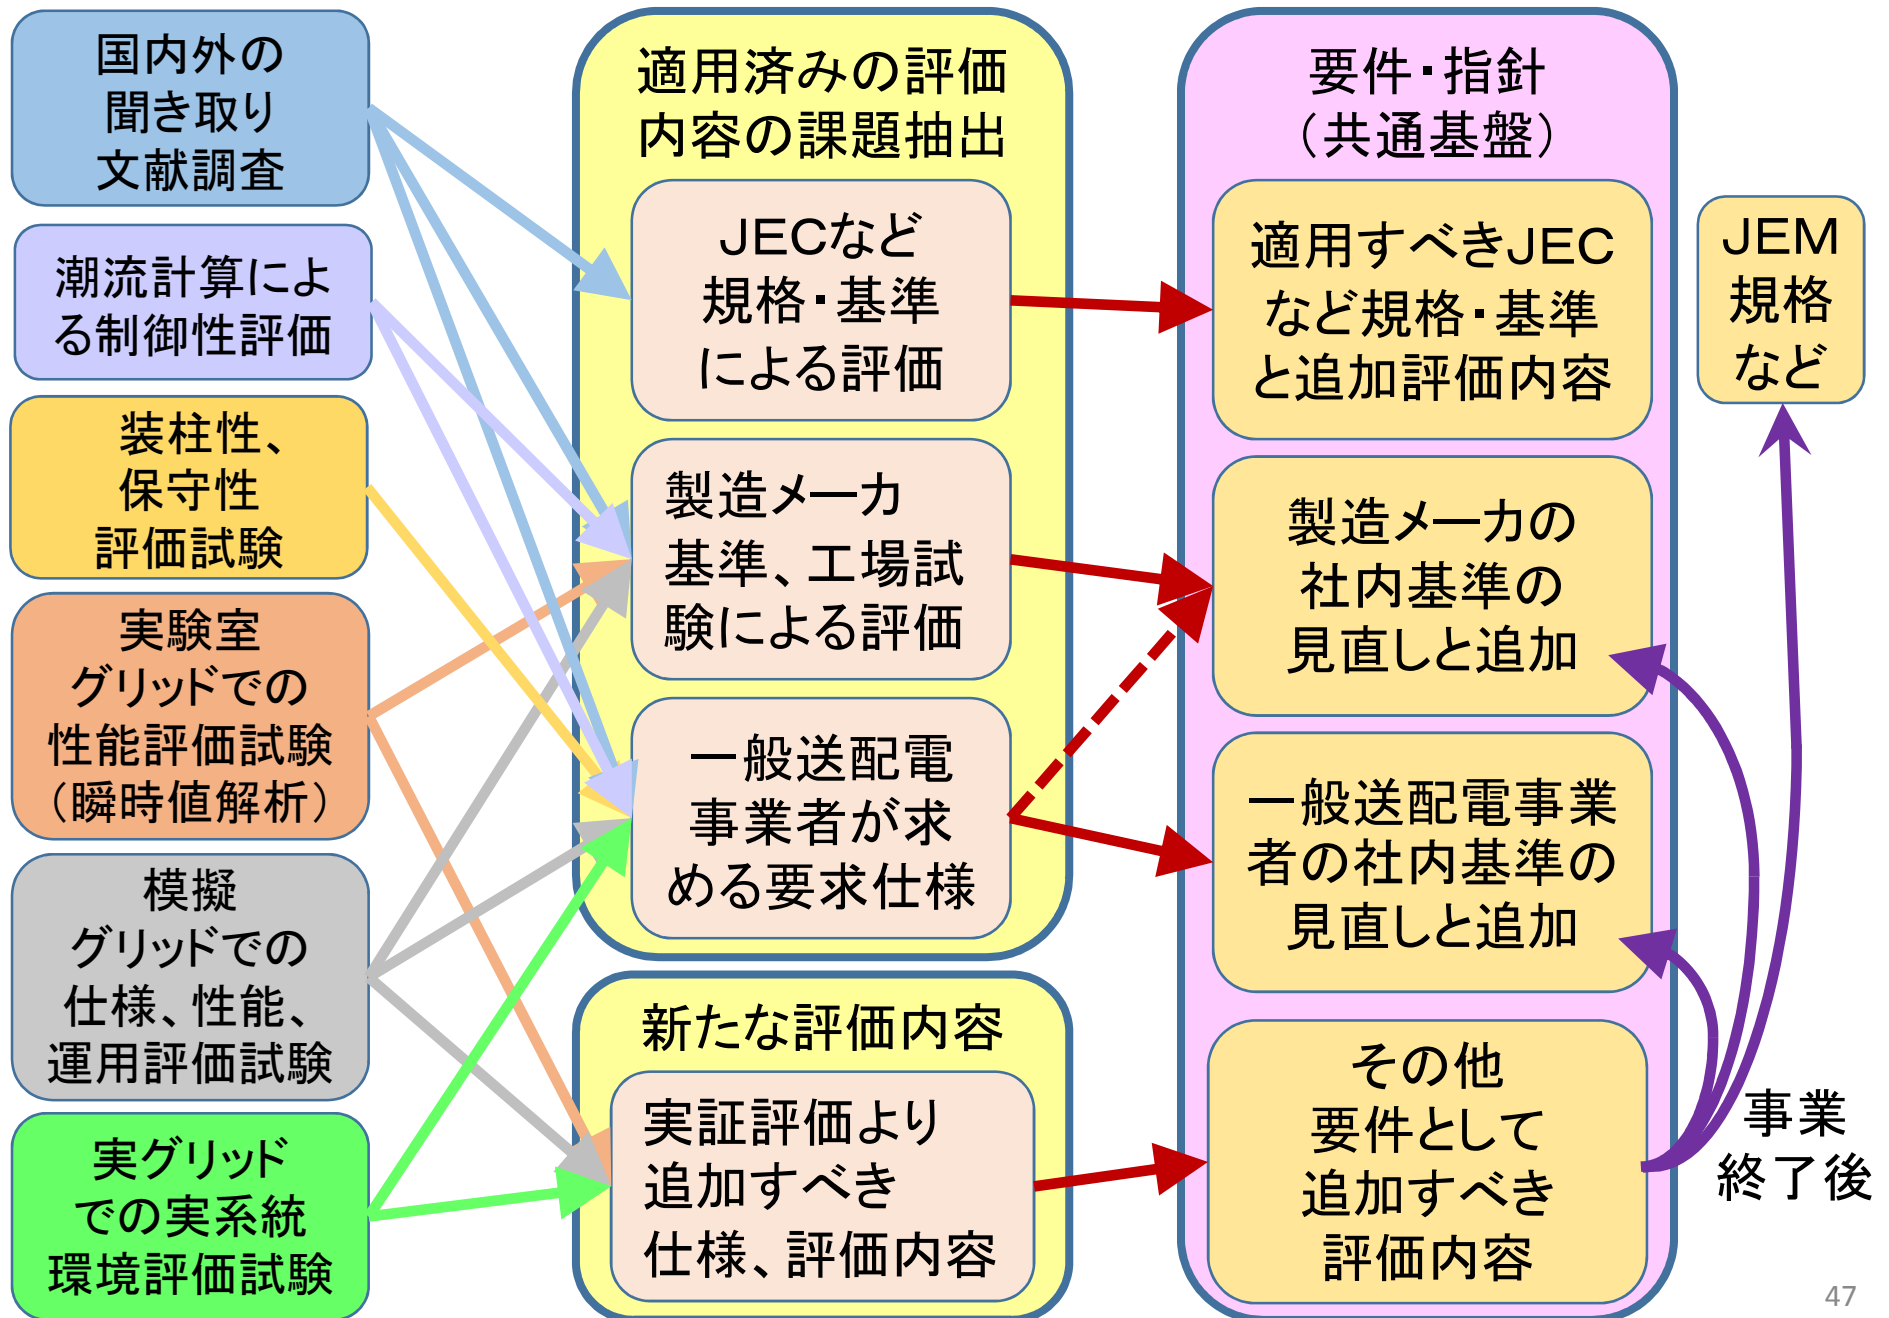 国内外の
聞き取り
文献調査
潮流計算によ
る制御性評価
装柱性、
保守性
評価試験
実験室
グリッドでの
性能評価試験
（瞬時値解析）
模擬
グリッドでの
仕様、性能、
運用評価試験
実グリッド
での実系統
環境評価試験
適用済みの評価
内容の課題抽出
JECなど
規格・基準
による評価
製造メーカ
基準、工場試
験による評価
一般送配電
事業者が求
める要求仕様
新たな評価内容
実証評価より
追加すべき
仕様、評価内容
要件・指針
（共通基盤）
適用すべきJEC
など規格・基準
と追加評価内容
製造メーカの
社内基準の
見直しと追加
一般送配電事業
者の社内基準の
見直しと追加
その他
要件として
追加すべき
評価内容
JEM
規格
など
事業
終了後
47